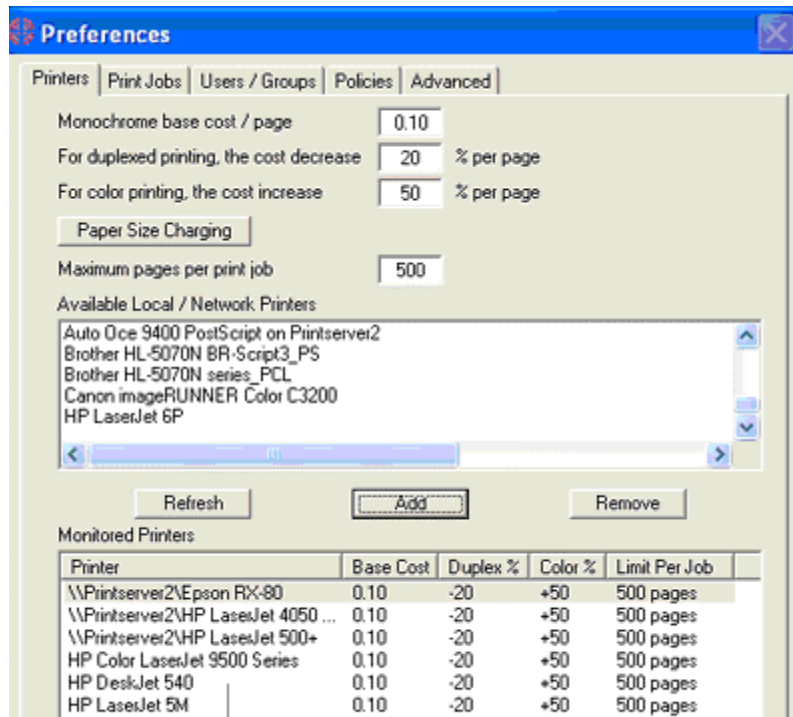 Preferences
Printers Print Jobs Users / Groups Policies Advanced
Monochrome base cost / page 0.10
For duplexed printing, the cost decrease 20 % per page
For color printing, the cost increase 50 % per page
Paper Size Charging
Maximum pages per print job 500
Available Local / Network Printers
Auto Oce 9400 PostScript on Printserver2
Brother HL-5070N BR-Script3_PS
Brother HL-5070N series_PCL
Canon imageRUNNER Color C3200
HP LaserJet 6P
Refresh Add Remove
Monitored Printers
Printer Base Cost Duplex % Color % Limit Per Job
\\Printserver2\Epson RX-80 0.10 -20 +50 500 pages
\\Printserver2\HP LaserJet 4050 ... 0.10 -20 +50 500 pages
\\Printserver2\HP LaserJet 500+ 0.10 -20 +50 500 pages
HP Color LaserJet 9500 Series 0.10 -20 +50 500 pages
HP DeskJet 540 0.10 -20 +50 500 pages
HP LaserJet 5M 0.10 -20 +50 500 pages